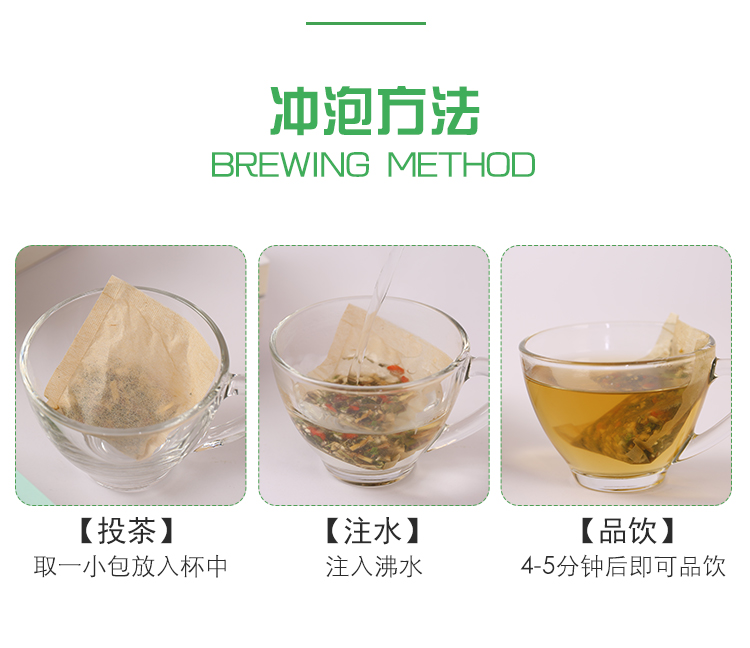 冲泡方法
BREWING METHOD
【投茶】
取一小包放入杯中
【注水】
注入沸水
【品饮】
4-5分钟后即可品饮